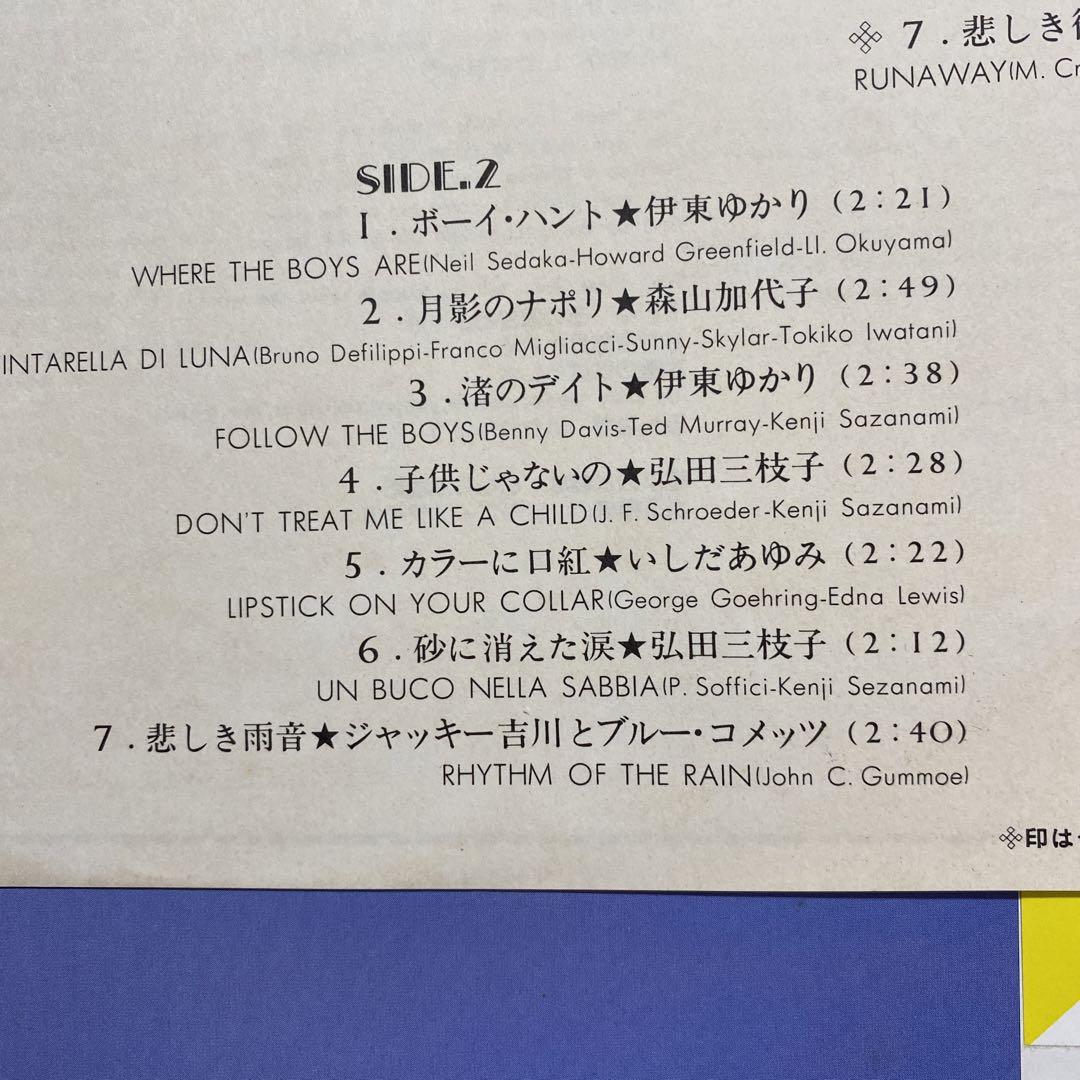 ❖ 7 . 悲しき
RUNAWAY(M.
SIDE.2
1 . ボーイ・ハント★伊東ゆかり (2:21)
WHERE THE BOYS ARE(Neil Sedaka-Howard Greenfield-Ll. Okuyama)
2 . 月影のナポリ★森山加代子 (2:49)
INTARELLA DI LUNA(Bruno Defilippi-Franco Migliacci-Sunny-Skylar-Tokiko Iwatani)
3 . 渚のデイト★伊東ゆかり (2:38)
FOLLOW THE BOYS(Benny Davis-Ted Murray-Kenji Sazanami)
4 . 子供じゃないの★弘田三枝子 (2:28)
DON'T TREAT ME LIKE A CHILD(J. F. Schroeder-Kenji Sazanami)
5 . カラーに口紅★いしだあゆみ (2:22)
LIPSTICK ON YOUR COLLAR(George Goehring-Edna Lewis)
6 . 砂に消えた涙★弘田三枝子 (2:12)
UN BUCO NELLA SABBIA(P. Soffici-Kenji Sezanami)
7 . 悲しき雨音★ジャッキー吉川とブルー・コメッツ (2:40)
RHYTHM OF THE RAIN(John C. Gummoe)
❖印は